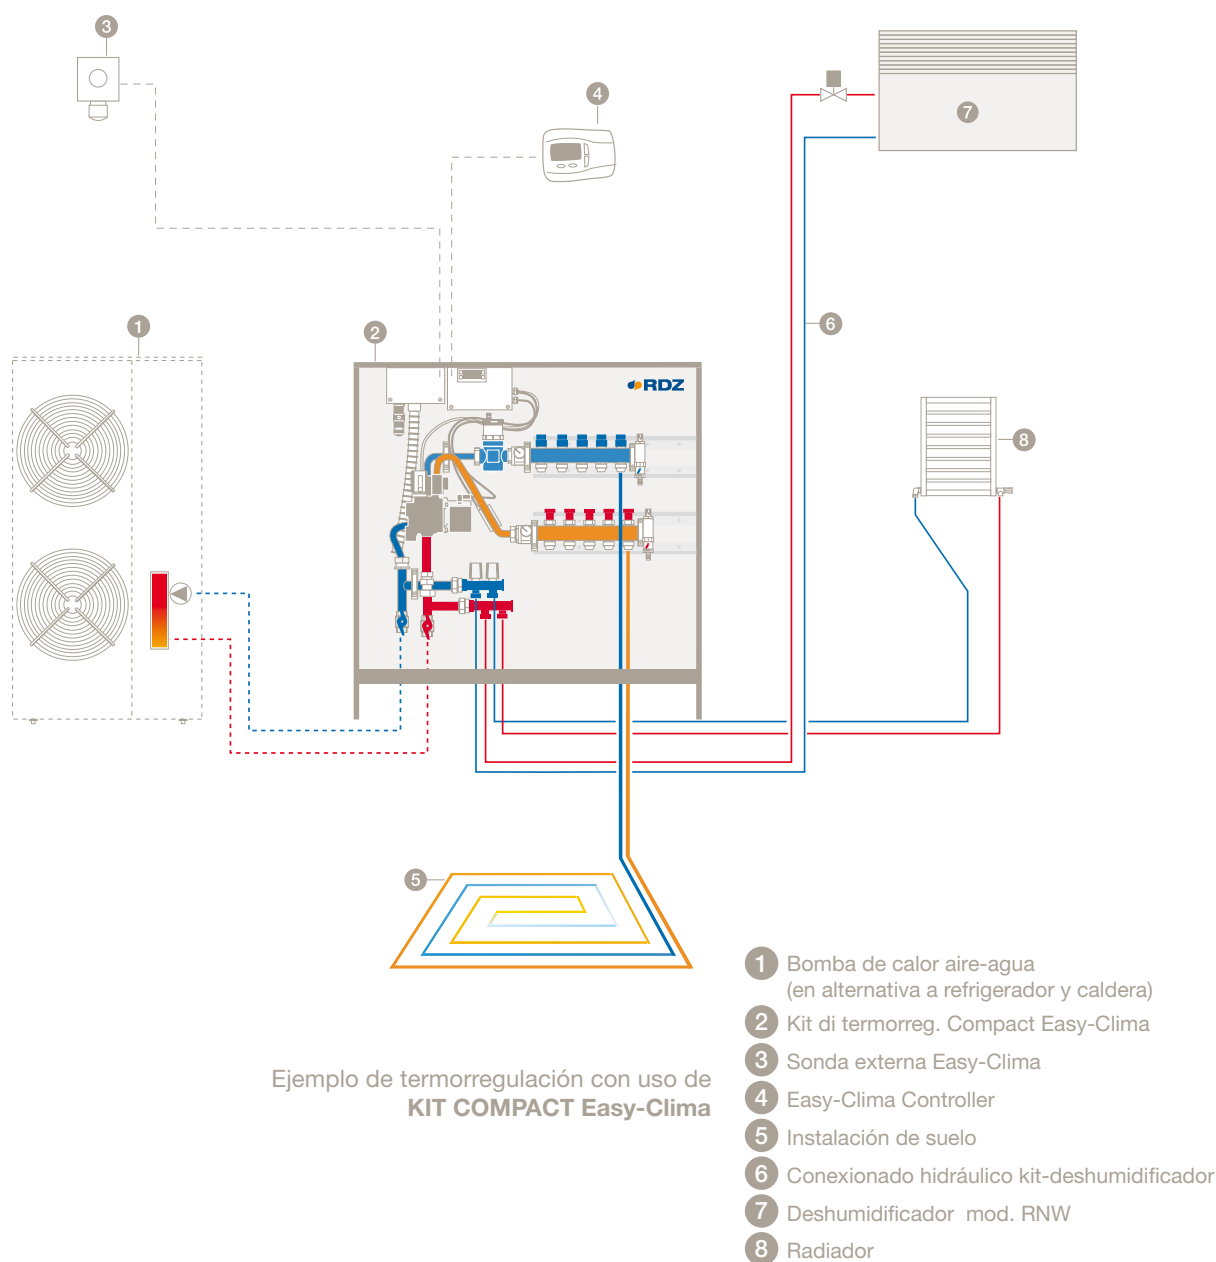 3
4
7
6
1
2
RDZ
8
5
1 Bomba de calor aire-agua
(en alternativa a refrigerador y caldera)
2 Kit di termorreg. Compact Easy-Clima
3 Sonda externa Easy-Clima
4 Easy-Clima Controller
5 Instalación de suelo
6 Conexionado hidráulico kit-deshumidificador
7 Deshumidificador mod. RNW
8 Radiador
Ejemplo de termorregulación con uso de
KIT COMPACT Easy-Clima